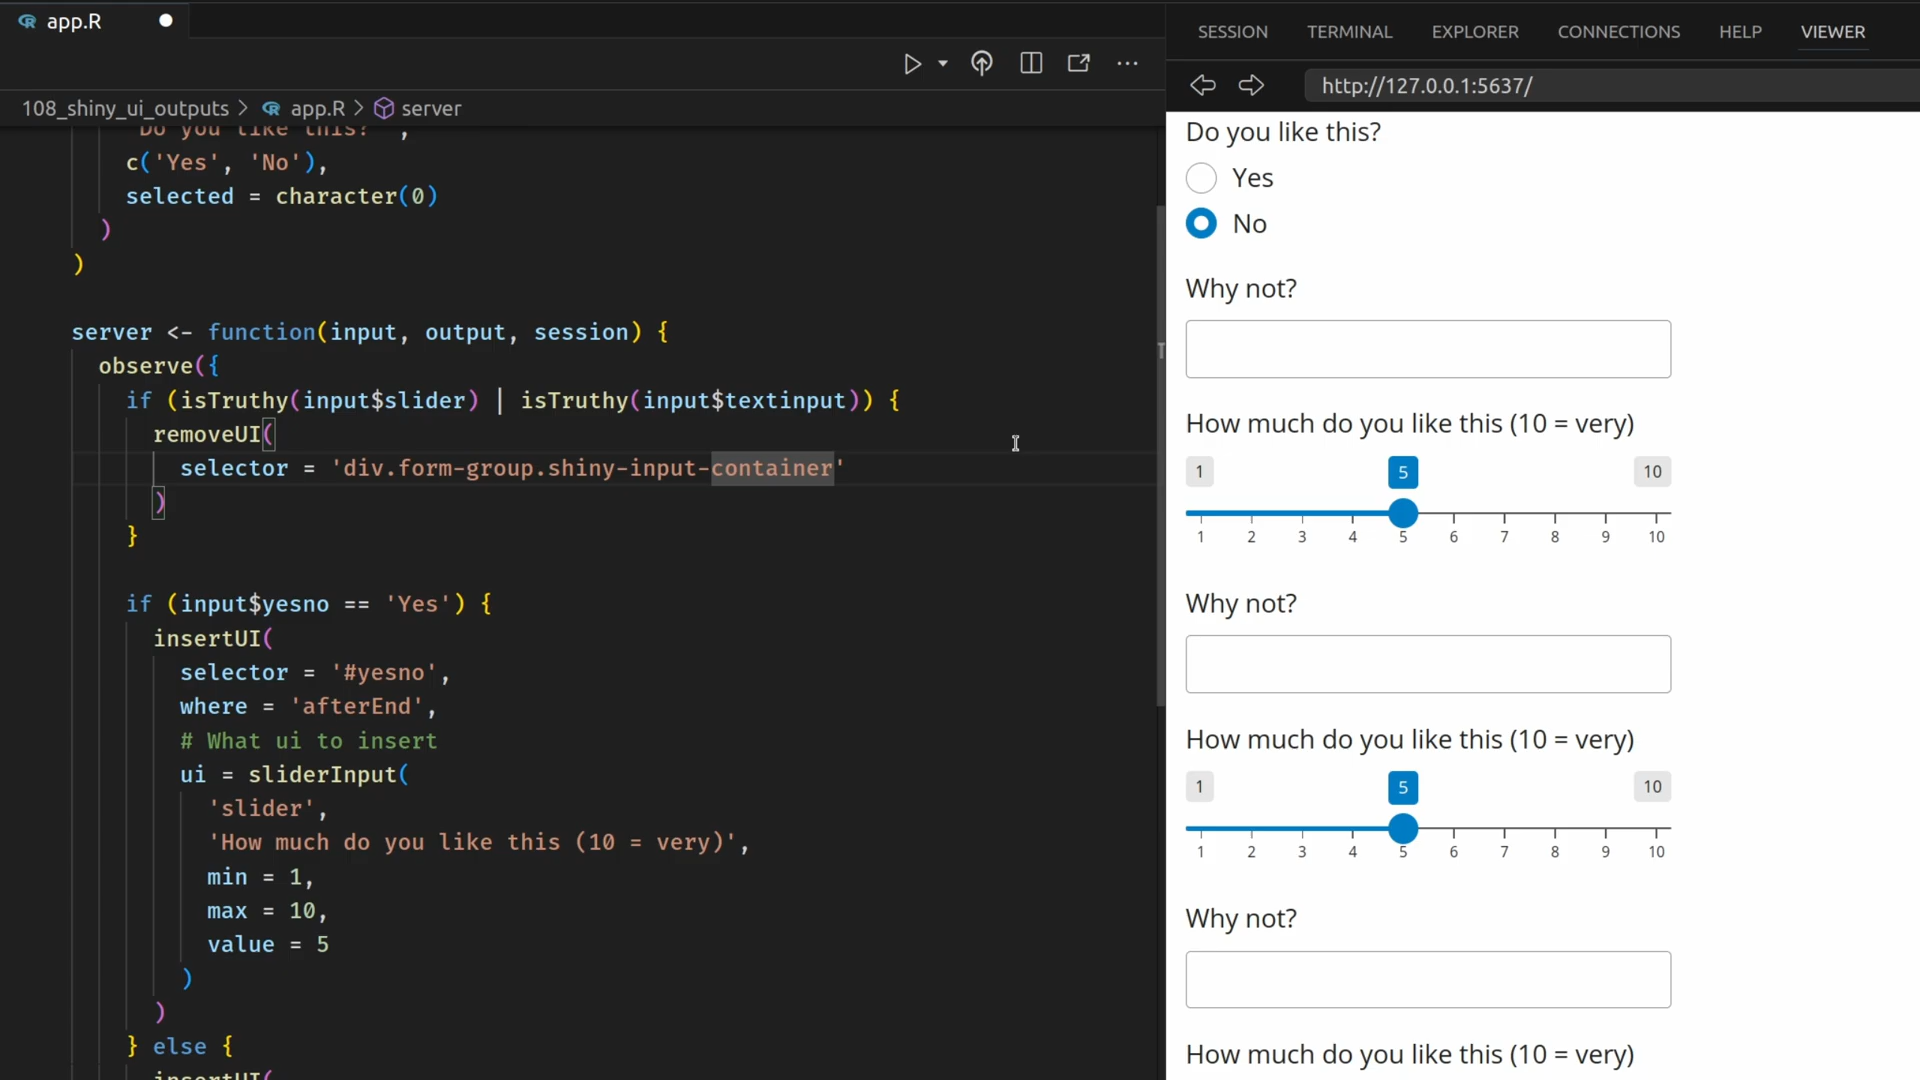 app.R
108_shiny_ui_outputs > app.R > server
Do you like this? ,
c('Yes', 'No'),
selected = character(0)
)
)
server <- function(input, output, session) {
observe({
if (isTruthy(input$slider) | isTruthy(input$textinput)) {
removeUI(
selector = 'div.form-group.shiny-input-container'
)
}
if (input$yesno == 'Yes') {
insertUI(
selector = '#yesno',
where = 'afterEnd',
# What ui to insert
ui = sliderInput(
'slider',
'How much do you like this (10 = very)',
min = 1,
max = 10,
value = 5
)
)
} else {
insertUI(
SESSION TERMINAL EXPLORER CONNECTIONS HELP VIEWER
http://127.0.0.1:5637/
Do you like this?
Yes
No
Why not?
How much do you like this (10 = very)
1 5 10
1 2 3 4 5 6 7 8 9 10
Why not?
How much do you like this (10 = very)
1 5 10
1 2 3 4 5 6 7 8 9 10
Why not?
How much do you like this (10 = very)